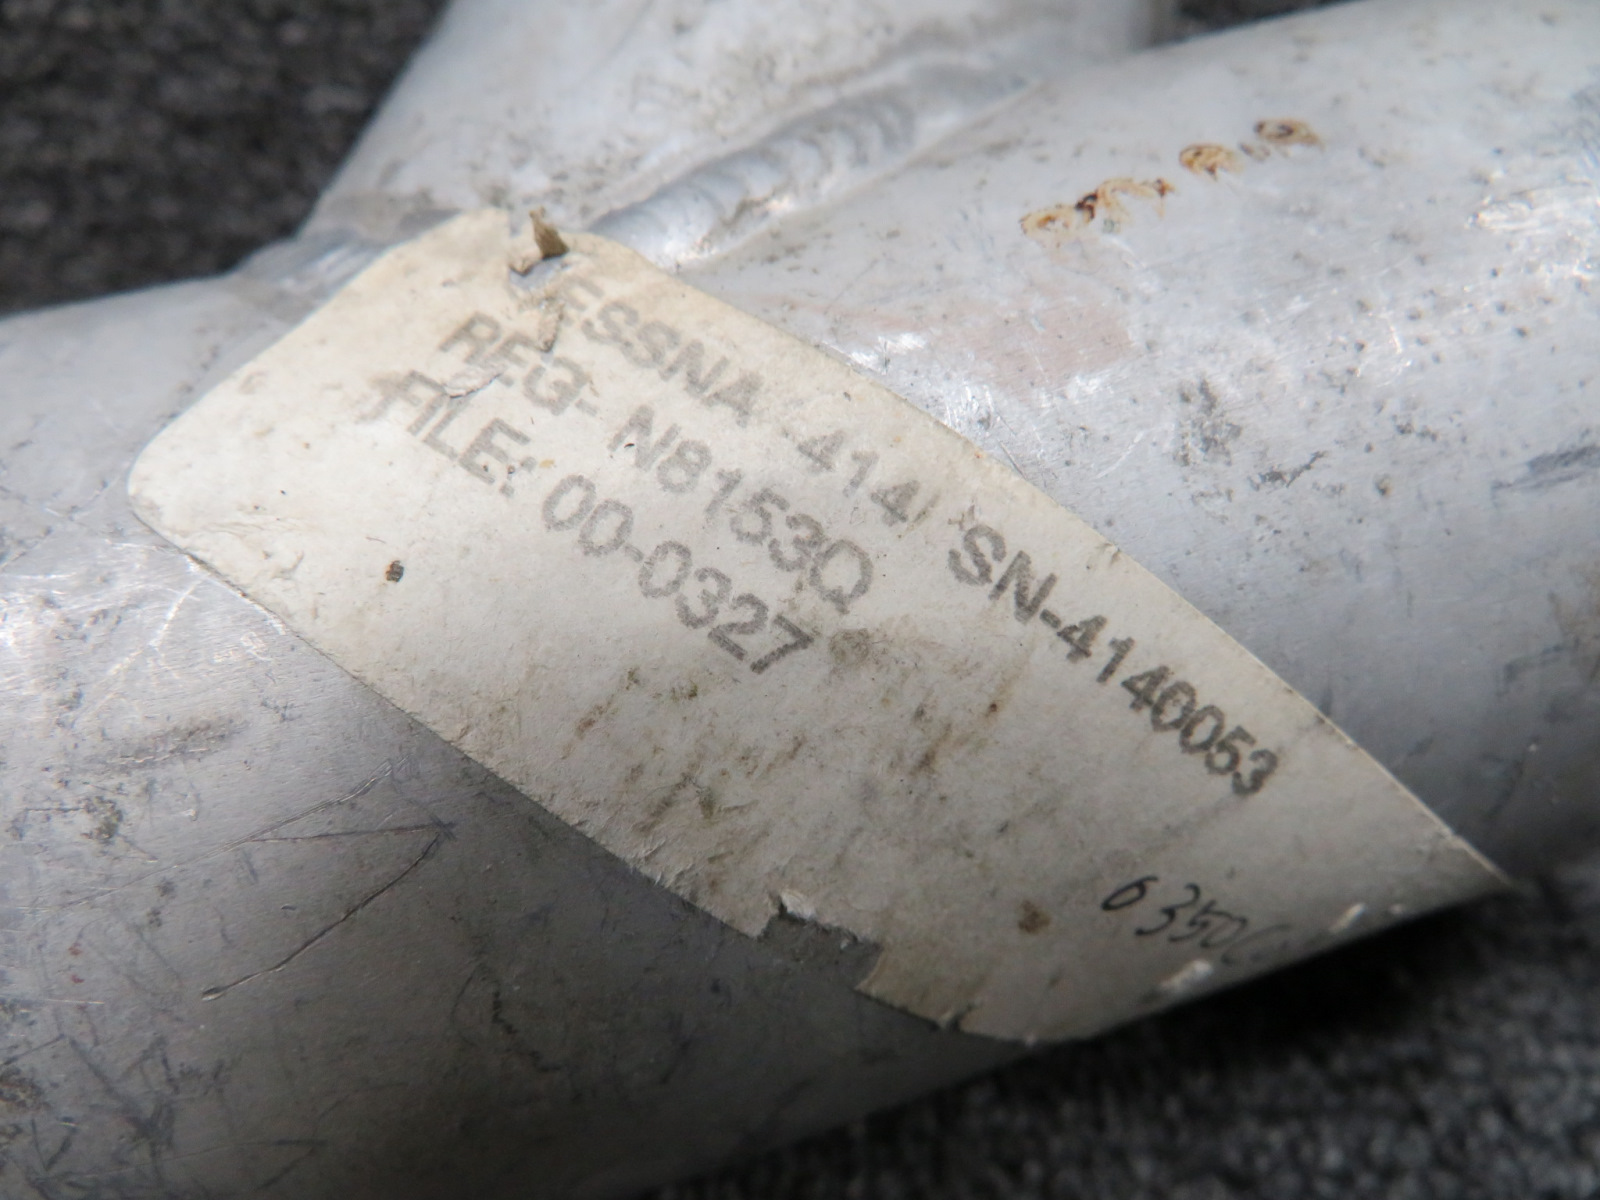 ESSNA 414 SN-4140053
REG- N8153Q
FILE: 00-0327
6350